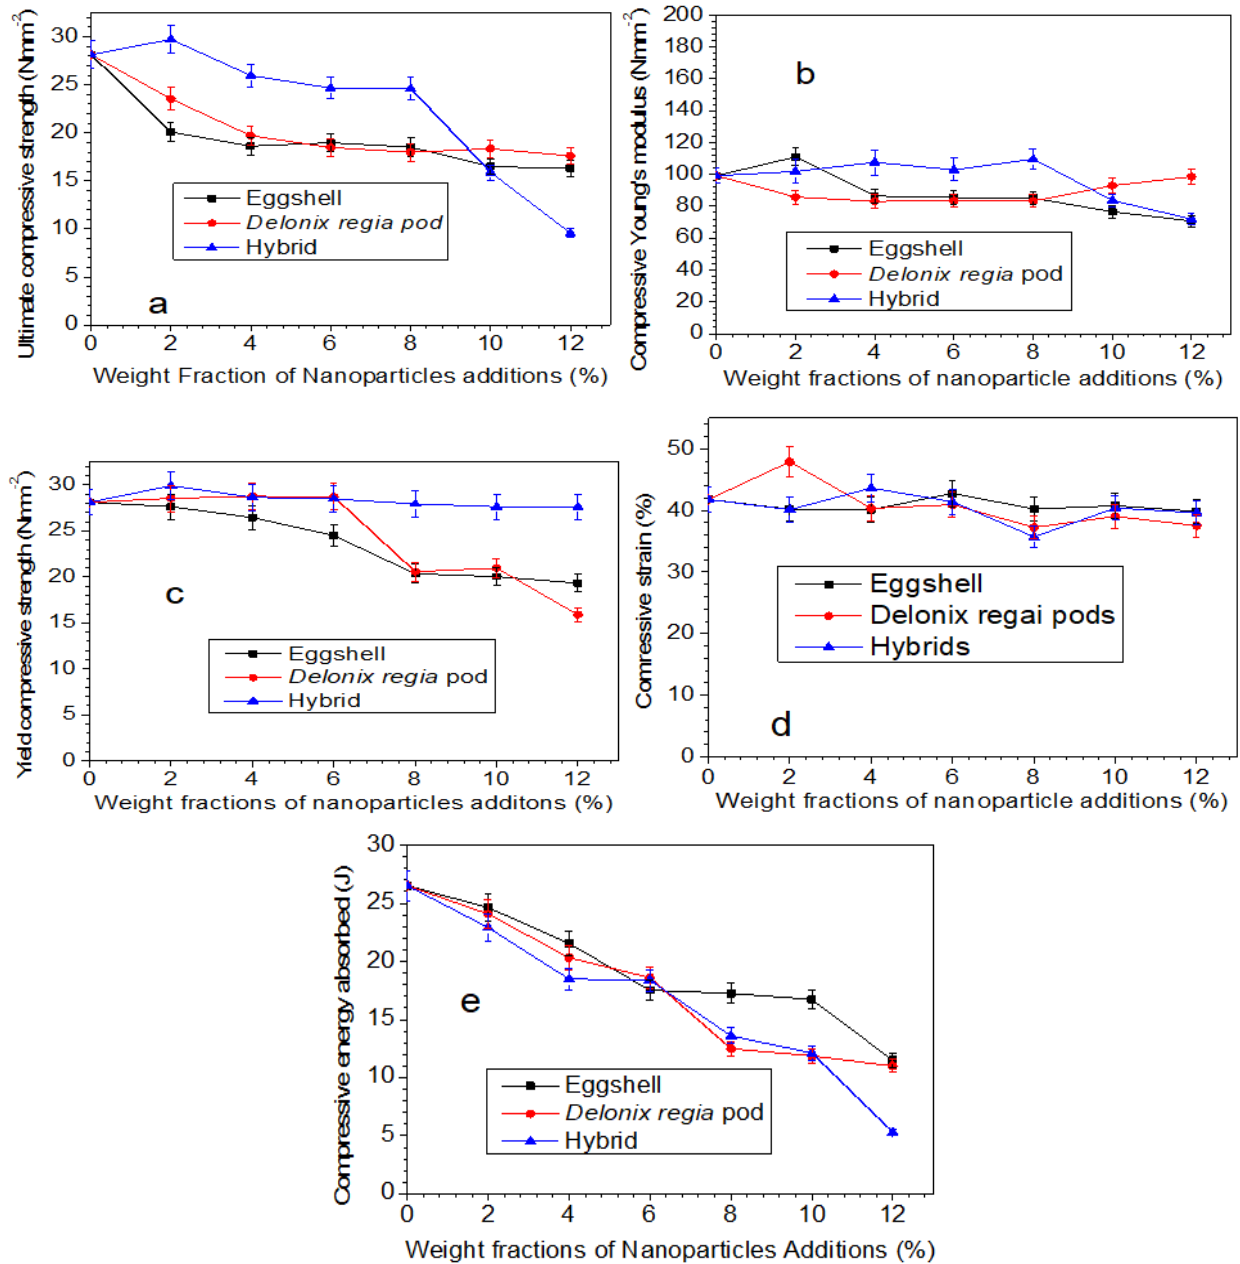 Ultimate compressive strength (Nmm-2)
30
25
20
15
10
5
0
Eggshell
Delonix regia pod
Hybrid
a
0 2 4 6 8 10 12
Weight Fraction of Nanoparticles additions (%)
Compressive Young's modulus (Nmm-2)
200
180
160
140
120
100
80
60
40
20
0
b
Eggshell
Delonix regia pod
Hybrid
0 2 4 6 8 10 12
Weight fractions of nanoparticle additions (%)
Yield compressive strength (Nmm-2)
30
25
20
15
10
5
0
c
Eggshell
Delonix regia pod
Hybrid
0 2 4 6 8 10 12
Weight fractions of nanoparticles additons (%)
Comressive strain (%)
50
40
30
20
10
0
Eggshell
Delonix regai pods
Hybrids
d
0 2 4 6 8 10 12
Weight fractions of nanoparticle additions (%)
Compressive energy absorbed (J)
30
25
20
15
10
5
0
e
Eggshell
Delonix regia pod
Hybrid
0 2 4 6 8 10 12
Weight fractions of Nanoparticles Additions (%)